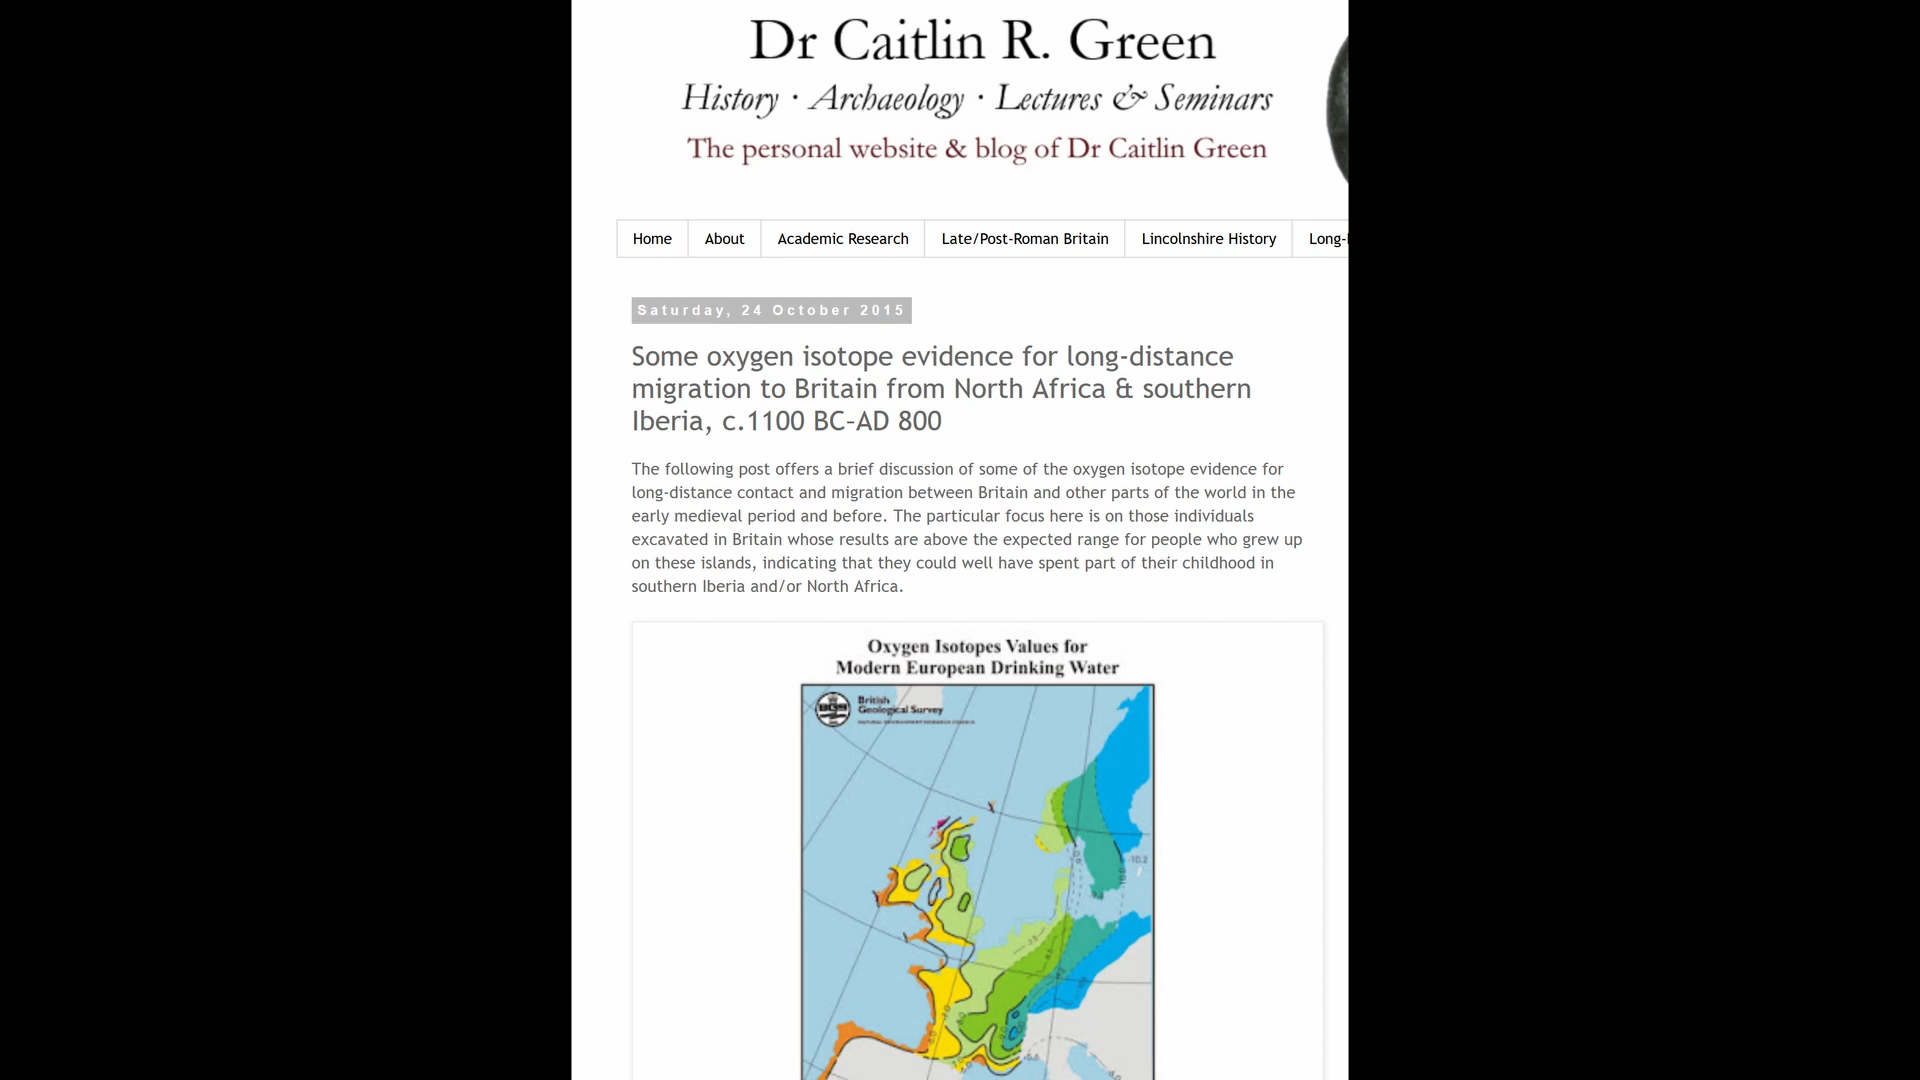 Dr Caitlin R. Green
History · Archaeology · Lectures & Seminars
The personal website & blog of Dr Caitlin Green
Home About Academic Research Late/Post-Roman Britain Lincolnshire History Long-
Saturday, 24 October 2015
Some oxygen isotope evidence for long-distance
migration to Britain from North Africa & southern
Iberia, c.1100 BC–AD 800
The following post offers a brief discussion of some of the oxygen isotope evidence for
long-distance contact and migration between Britain and other parts of the world in the
early medieval period and before. The particular focus here is on those individuals
excavated in Britain whose results are above the expected range for people who grew up
on these islands, indicating that they could well have spent part of their childhood in
southern Iberia and/or North Africa.
Oxygen Isotopes Values for
Modern European Drinking Water
BGS
British
Geological Survey
-10.2